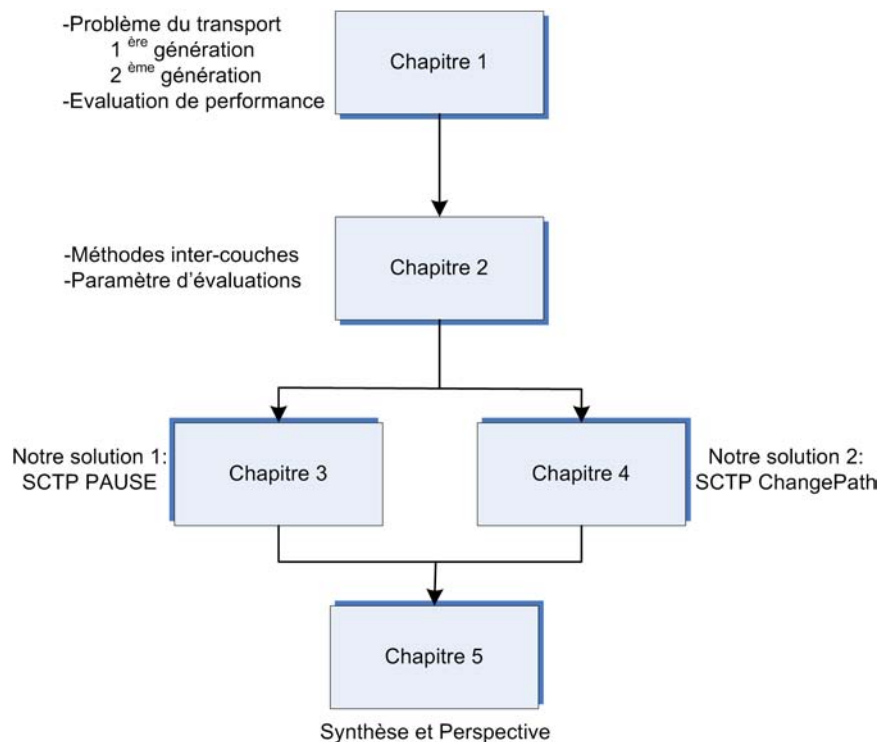 -Problème du transport
1 ère génération
2 ème génération
-Evaluation de performance
Chapitre 1
-Méthodes inter-couches
-Paramètre d'évaluations
Chapitre 2
Notre solution 1:
SCTP PAUSE
Chapitre 3
Chapitre 4
Notre solution 2:
SCTP ChangePath
Chapitre 5
Synthèse et Perspective